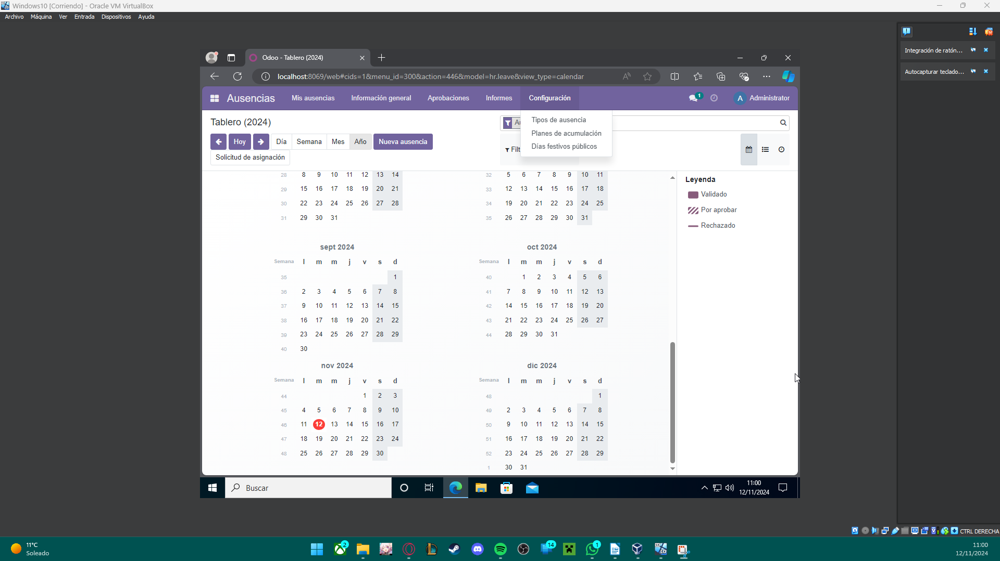 Windows10 [Corriendo] - Oracle VM VirtualBox
Archivo Máquina Ver Entrada Dispositivos Ayuda
Integración de ratón...
Autocapturar teclado...
Odoo - Tablero (2024)
localhost:8069/web#cids=1&menu_id=300&action=446&model=hr.leave&view_type=calendar
Ausencias Mis ausencias Información general Aprobaciones Informes Configuración 1 A Administrator
Tipos de ausencia
Planes de acumulación
Días festivos públicos
Tablero (2024)
Hoy Día Semana Mes Año Nueva ausencia
Solicitud de asignación
Leyenda
Validado
Por aprobar
Rechazado
28 8 9 10 11 12 13 14
29 15 16 17 18 19 20 21
30 22 23 24 25 26 27 28
31 29 30 31
32 5 6 7 8 9 10 11
33 12 13 14 15 16 17 18
34 19 20 21 22 23 24 25
35 26 27 28 29 30 31
sept 2024
Semana l m m j v s d
35 1
36 2 3 4 5 6 7 8
37 9 10 11 12 13 14 15
38 16 17 18 19 20 21 22
39 23 24 25 26 27 28 29
40 30
oct 2024
Semana l m m j v s d
40 1 2 3 4 5 6
41 7 8 9 10 11 12 13
42 14 15 16 17 18 19 20
43 21 22 23 24 25 26 27
44 28 29 30 31
nov 2024
Semana l m m j v s d
44 1 2 3
45 4 5 6 7 8 9 10
46 11 12 13 14 15 16 17
47 18 19 20 21 22 23 24
48 25 26 27 28 29 30
dic 2024
Semana l m m j v s d
48 1
49 2 3 4 5 6 7 8
50 9 10 11 12 13 14 15
51 16 17 18 19 20 21 22
52 23 24 25 26 27 28 29
1 30 31
Buscar
11:00
12/11/2024
CTRL DERECHA
11°C
Soleado
2
14
1
11:00
12/11/2024